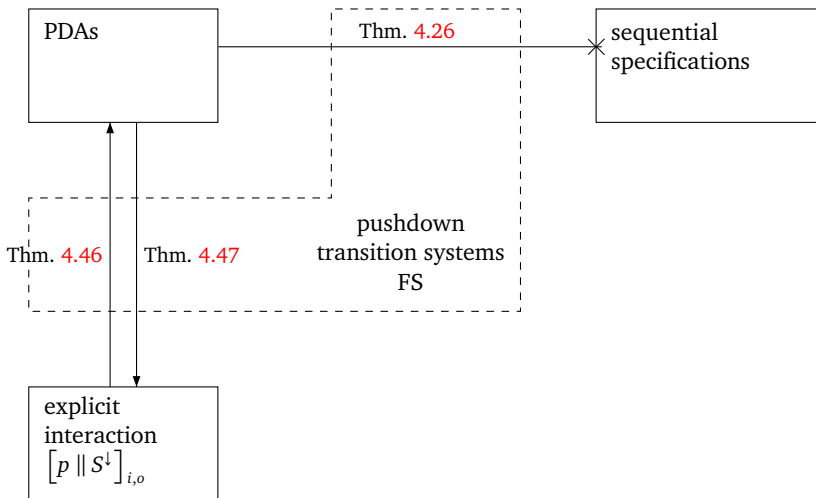 PDAs
Thm. 4.26
sequential
specifications
pushdown
transition systems
FS
Thm. 4.46
Thm. 4.47
explicit
interaction
[p ∥ S↓]i,o